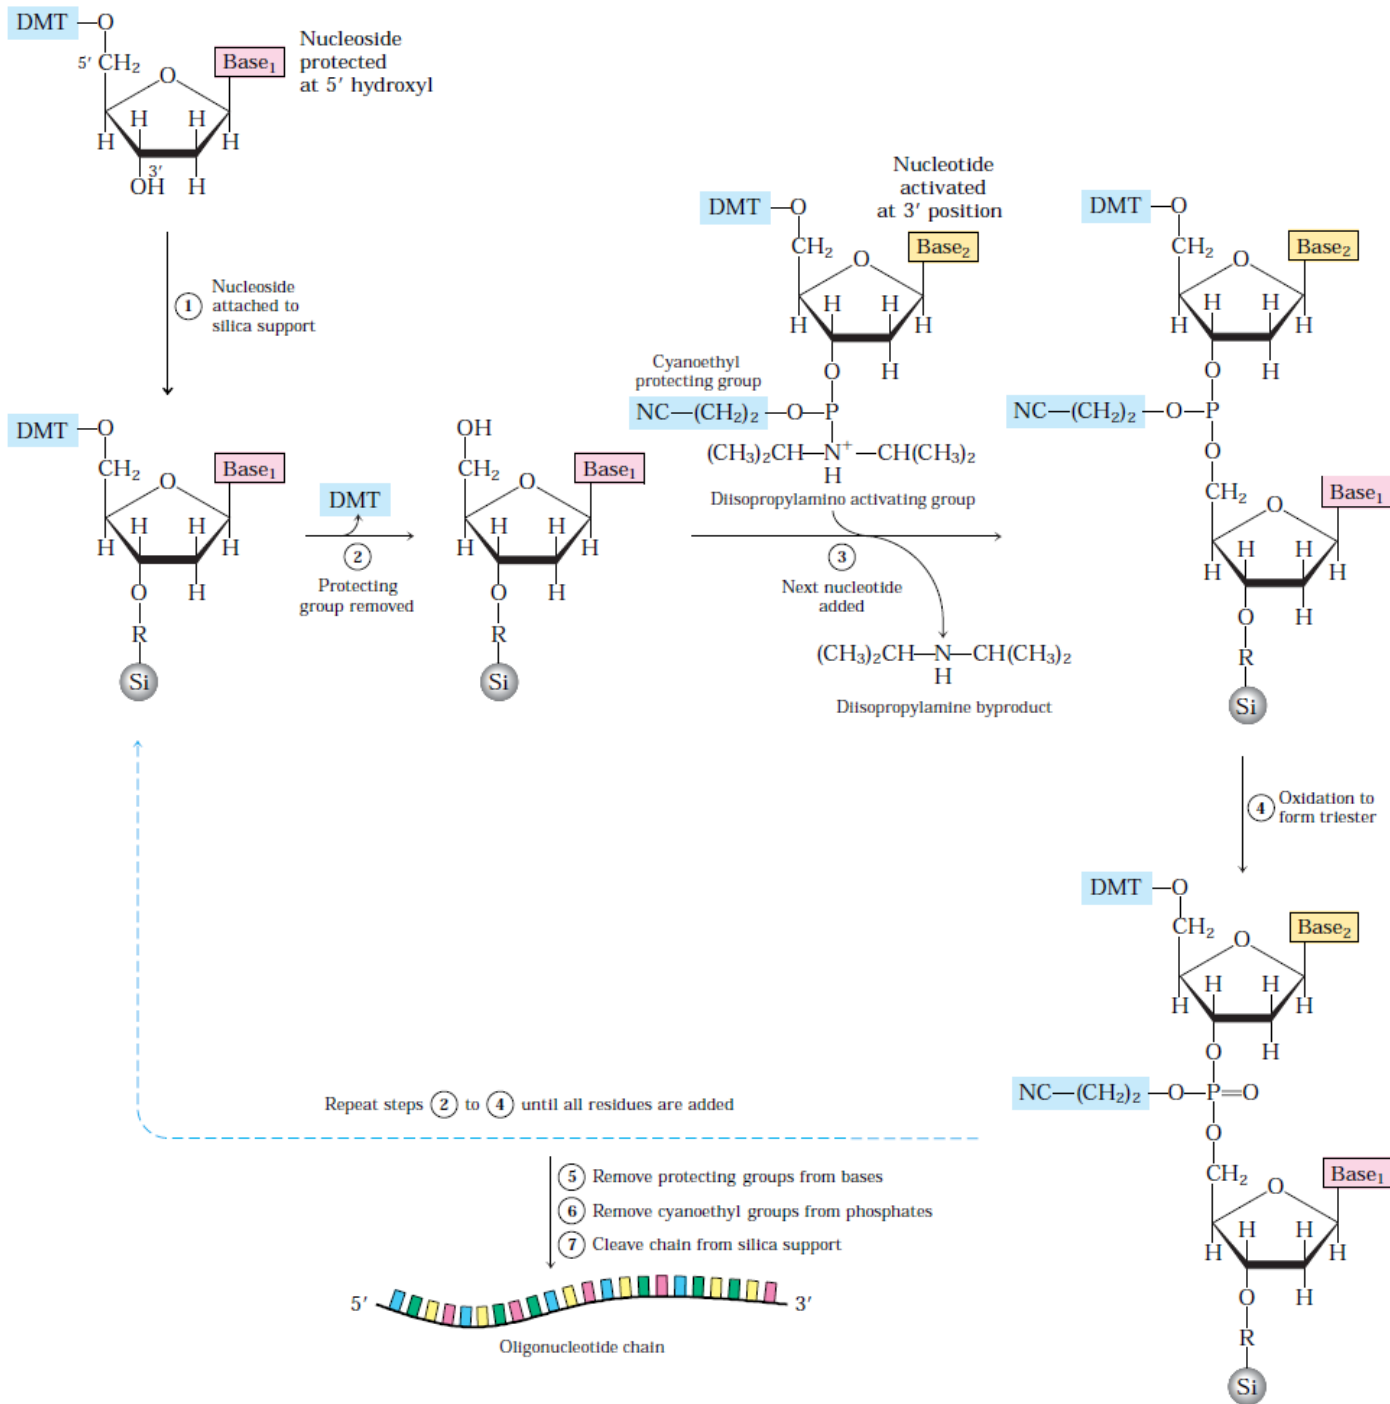 DMT —O
5′ CH₂
O
Base₁
Nucleoside
protected
at 5′ hydroxyl
H H
H H
3′
OH H
1
Nucleoside
attached to
silica support
DMT —O
CH₂
O
Base₁
H H
H H
O H
R
Si
DMT
2
Protecting
group removed
OH
CH₂
O
Base₁
H H
H H
O H
R
Si
Nucleotide
activated
at 3′ position
DMT —O
CH₂
O
Base₂
H H
H H
O H
Cyanoethyl
protecting group
NC—(CH₂)₂ —O—P
(CH₃)₂CH—N⁺—CH(CH₃)₂
H
Diisopropylamino activating group
3
Next nucleotide
added
(CH₃)₂CH—N—CH(CH₃)₂
H
Diisopropylamine byproduct
DMT —O
CH₂
O
Base₂
H H
H H
O H
NC—(CH₂)₂ —O—P
O
CH₂
O
Base₁
H H
H H
O H
R
Si
4
Oxidation to
form triester
DMT —O
CH₂
O
Base₂
H H
H H
O H
NC—(CH₂)₂ —O—P=O
O
CH₂
O
Base₁
H H
H H
O H
R
Si
Repeat steps 2 to 4 until all residues are added
5 Remove protecting groups from bases
6 Remove cyanoethyl groups from phosphates
7 Cleave chain from silica support
5′ 3′
Oligonucleotide chain